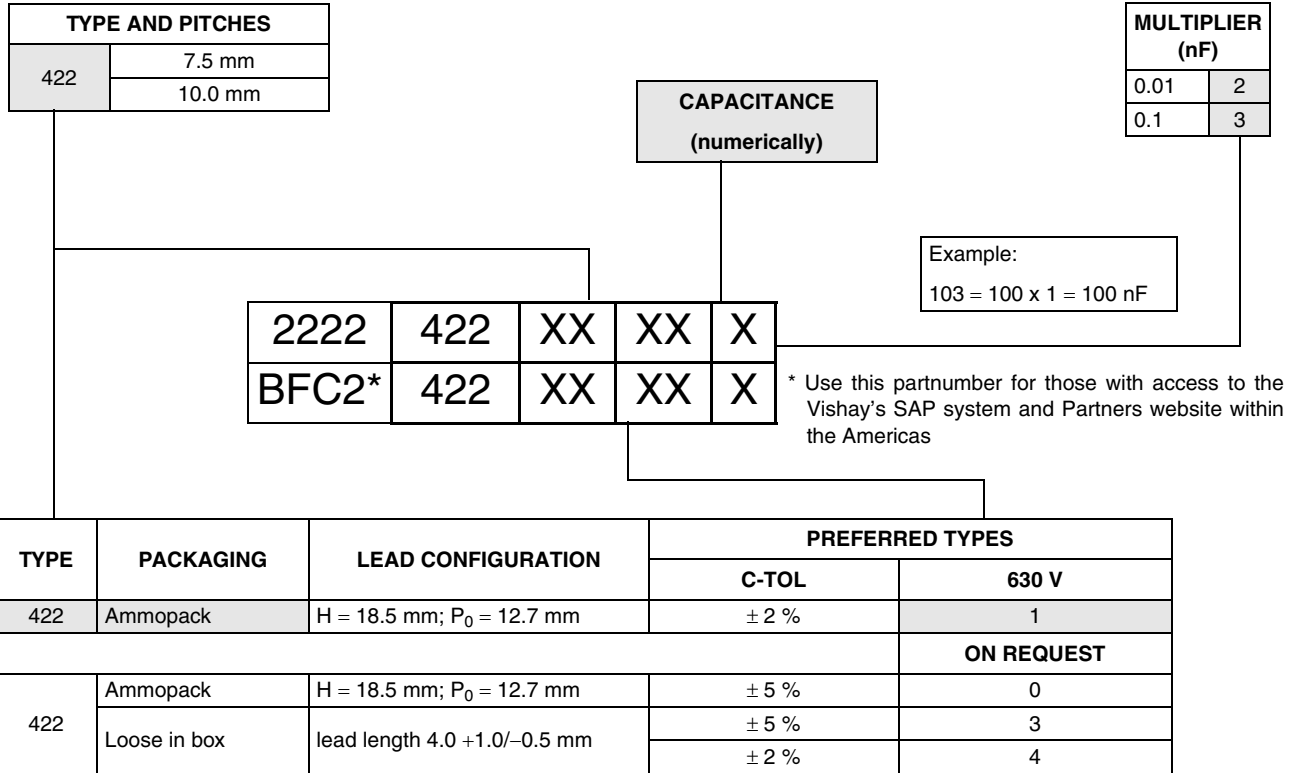 TYPE AND PITCHES
422
7.5 mm
10.0 mm
MULTIPLIER
(nF)
0.01 2
0.1 3
CAPACITANCE
(numerically)
Example:
103 = 100 x 1 = 100 nF
2222 422 XX XX X
BFC2* 422 XX XX X
* Use this partnumber for those with access to the
Vishay's SAP system and Partners website within
the Americas
TYPE PACKAGING LEAD CONFIGURATION PREFERRED TYPES
C-TOL 630 V
422 Ammopack H = 18.5 mm; P0 = 12.7 mm ± 2 % 1
ON REQUEST
422 Ammopack H = 18.5 mm; P0 = 12.7 mm ± 5 % 0
Loose in box lead length 4.0 +1.0/−0.5 mm ± 5 % 3
± 2 % 4